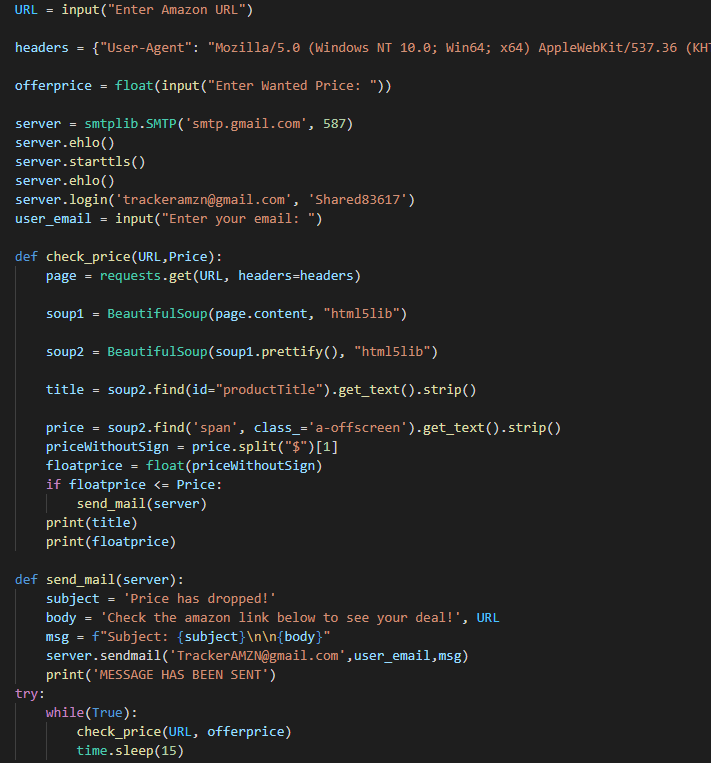 URL = input("Enter Amazon URL")
headers = {"User-Agent": "Mozilla/5.0 (Windows NT 10.0; Win64; x64) AppleWebKit/537.36 (KHT
offerprice = float(input("Enter Wanted Price: "))
server = smtplib.SMTP('smtp.gmail.com', 587)
server.ehlo()
server.starttls()
server.ehlo()
server.login('trackeramzn@gmail.com', 'Shared83617')
user_email = input("Enter your email: ")
def check_price(URL,Price):
    page = requests.get(URL, headers=headers)
    soup1 = BeautifulSoup(page.content, "html5lib")
    soup2 = BeautifulSoup(soup1.prettify(), "html5lib")
    title = soup2.find(id="productTitle").get_text().strip()
    price = soup2.find('span', class_='a-offscreen').get_text().strip()
    priceWithoutSign = price.split("$")[1]
    floatprice = float(priceWithoutSign)
    if floatprice <= Price:
        send_mail(server)
    print(title)
    print(floatprice)
def send_mail(server):
    subject = 'Price has dropped!'
    body = 'Check the amazon link below to see your deal!', URL
    msg = f"Subject: {subject}\n\n{body}"
    server.sendmail('TrackerAMZN@gmail.com',user_email,msg)
    print('MESSAGE HAS BEEN SENT')
try:
    while(True):
        check_price(URL, offerprice)
        time.sleep(15)